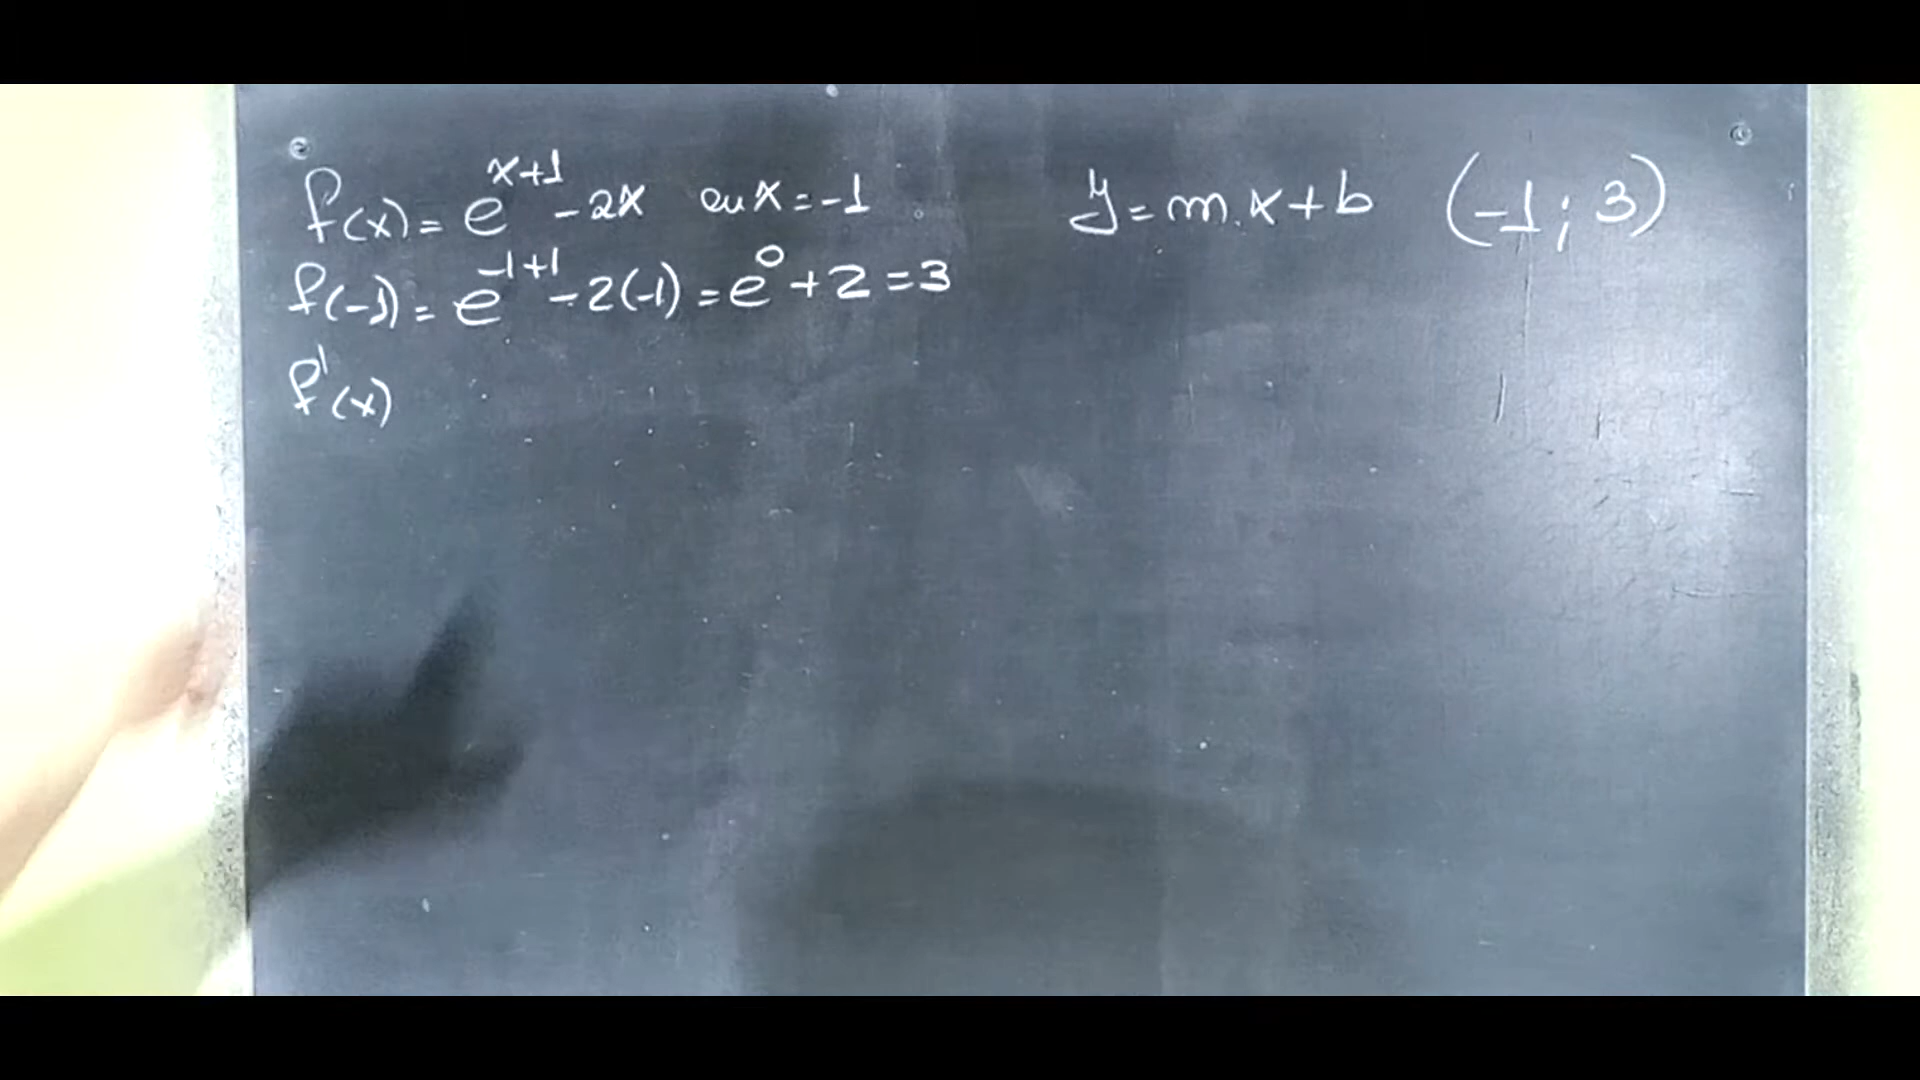 f(x) = e^{x+1} - 2x en x = -1
y = m.x + b (-1 ; 3)
f(-1) = e^{-1+1} - 2(-1) = e^0 + 2 = 3
f'(x)